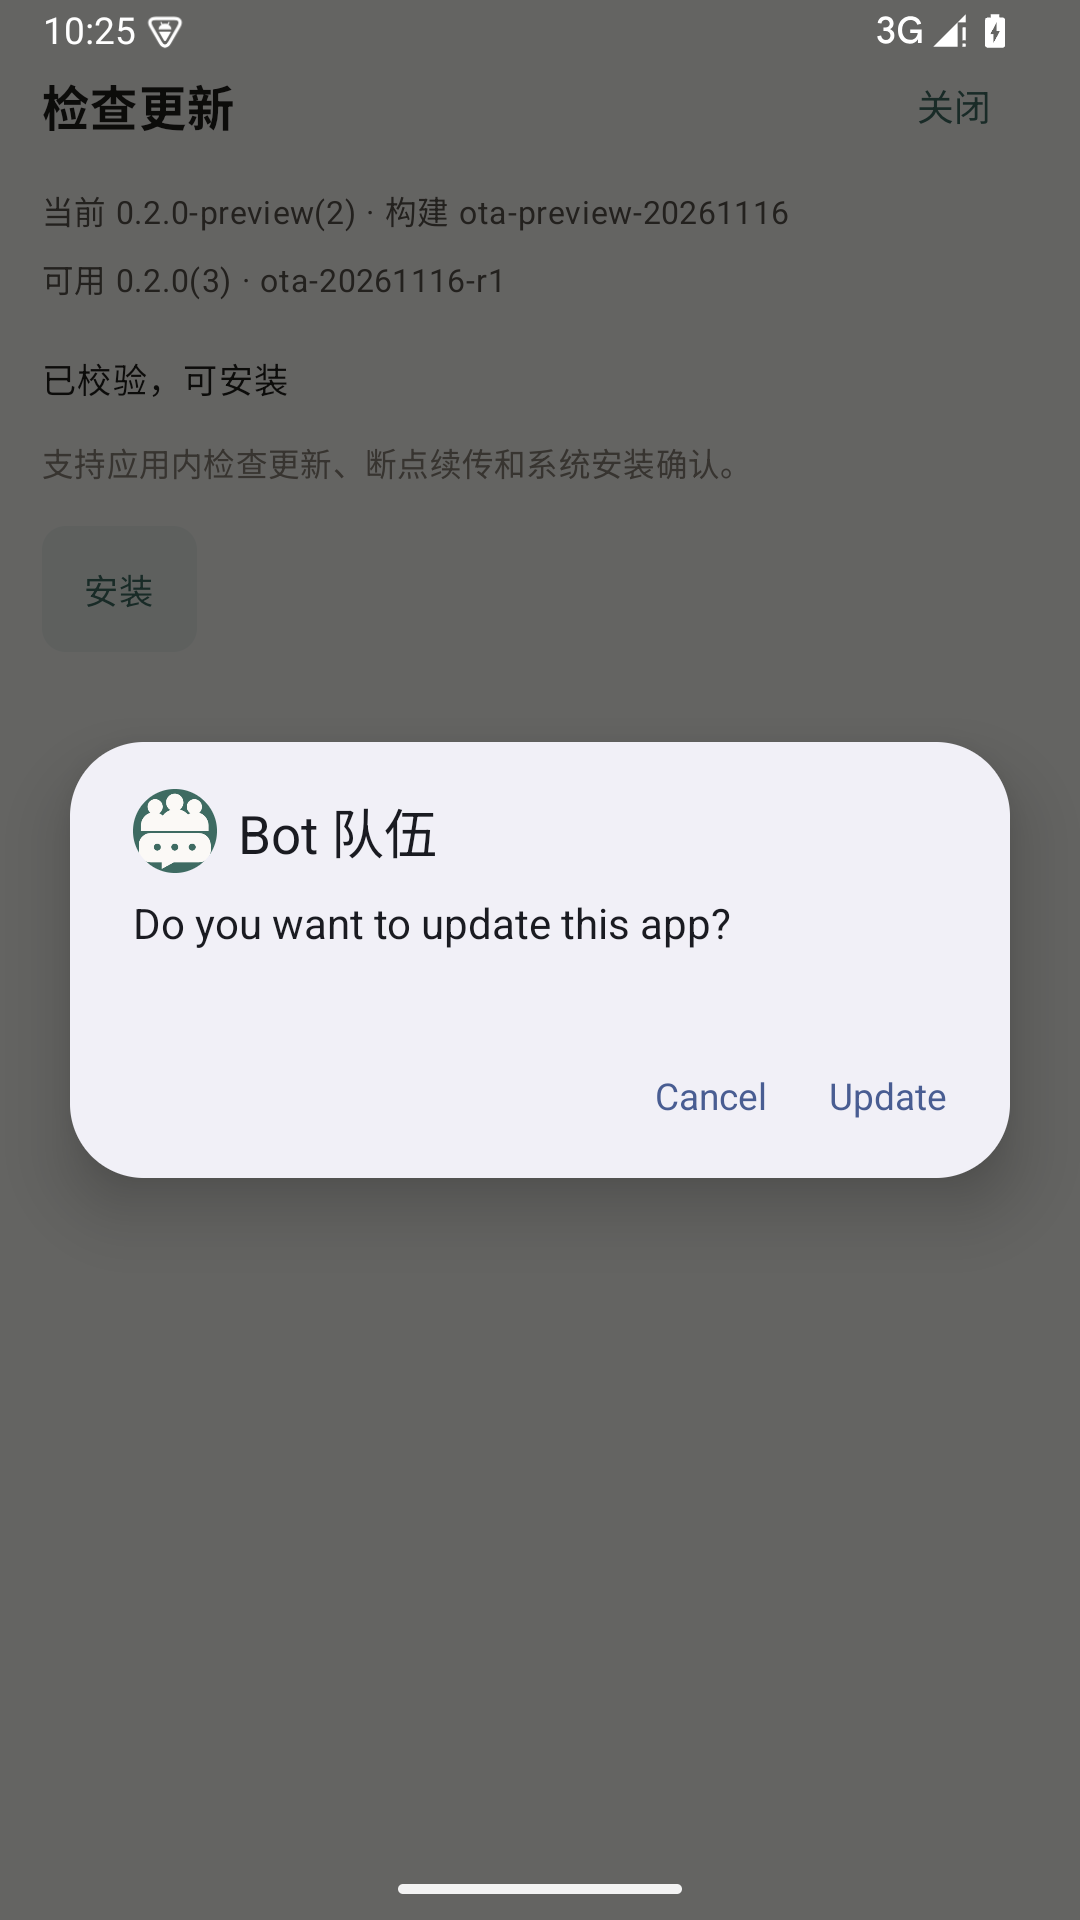 10:25
3G
检查更新
关闭
当前 0.2.0-preview(2) · 构建 ota-preview-20261116
可用 0.2.0(3) · ota-20261116-r1
已校验，可安装
支持应用内检查更新、断点续传和系统安装确认。
安装
Bot 队伍
Do you want to update this app?
Cancel
Update